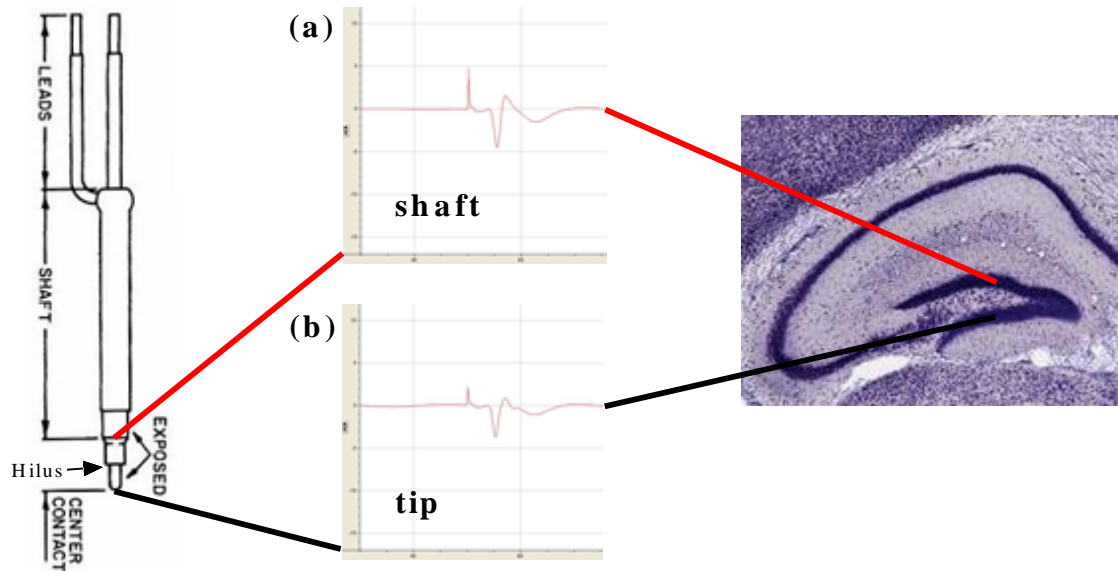 LEADS
SHAFT
Hilus
EXPOSED
CENTER
CONTACT
(a)
shaft
(b)
tip